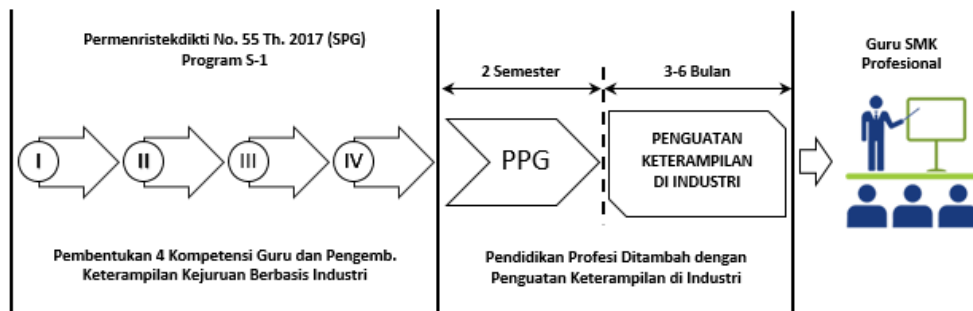 Permenristekdikti No. 55 Th. 2017 (SPG)
Program S-1
I
II
III
IV
Pembentukan 4 Kompetensi Guru dan Pengemb.
Keterampilan Kejuruan Berbasis Industri
2 Semester
3-6 Bulan
PPG
PENGUATAN
KETERAMPILAN
DI INDUSTRI
Pendidikan Profesi Ditambah dengan
Penguatan Keterampilan di Industri
Guru SMK
Profesional